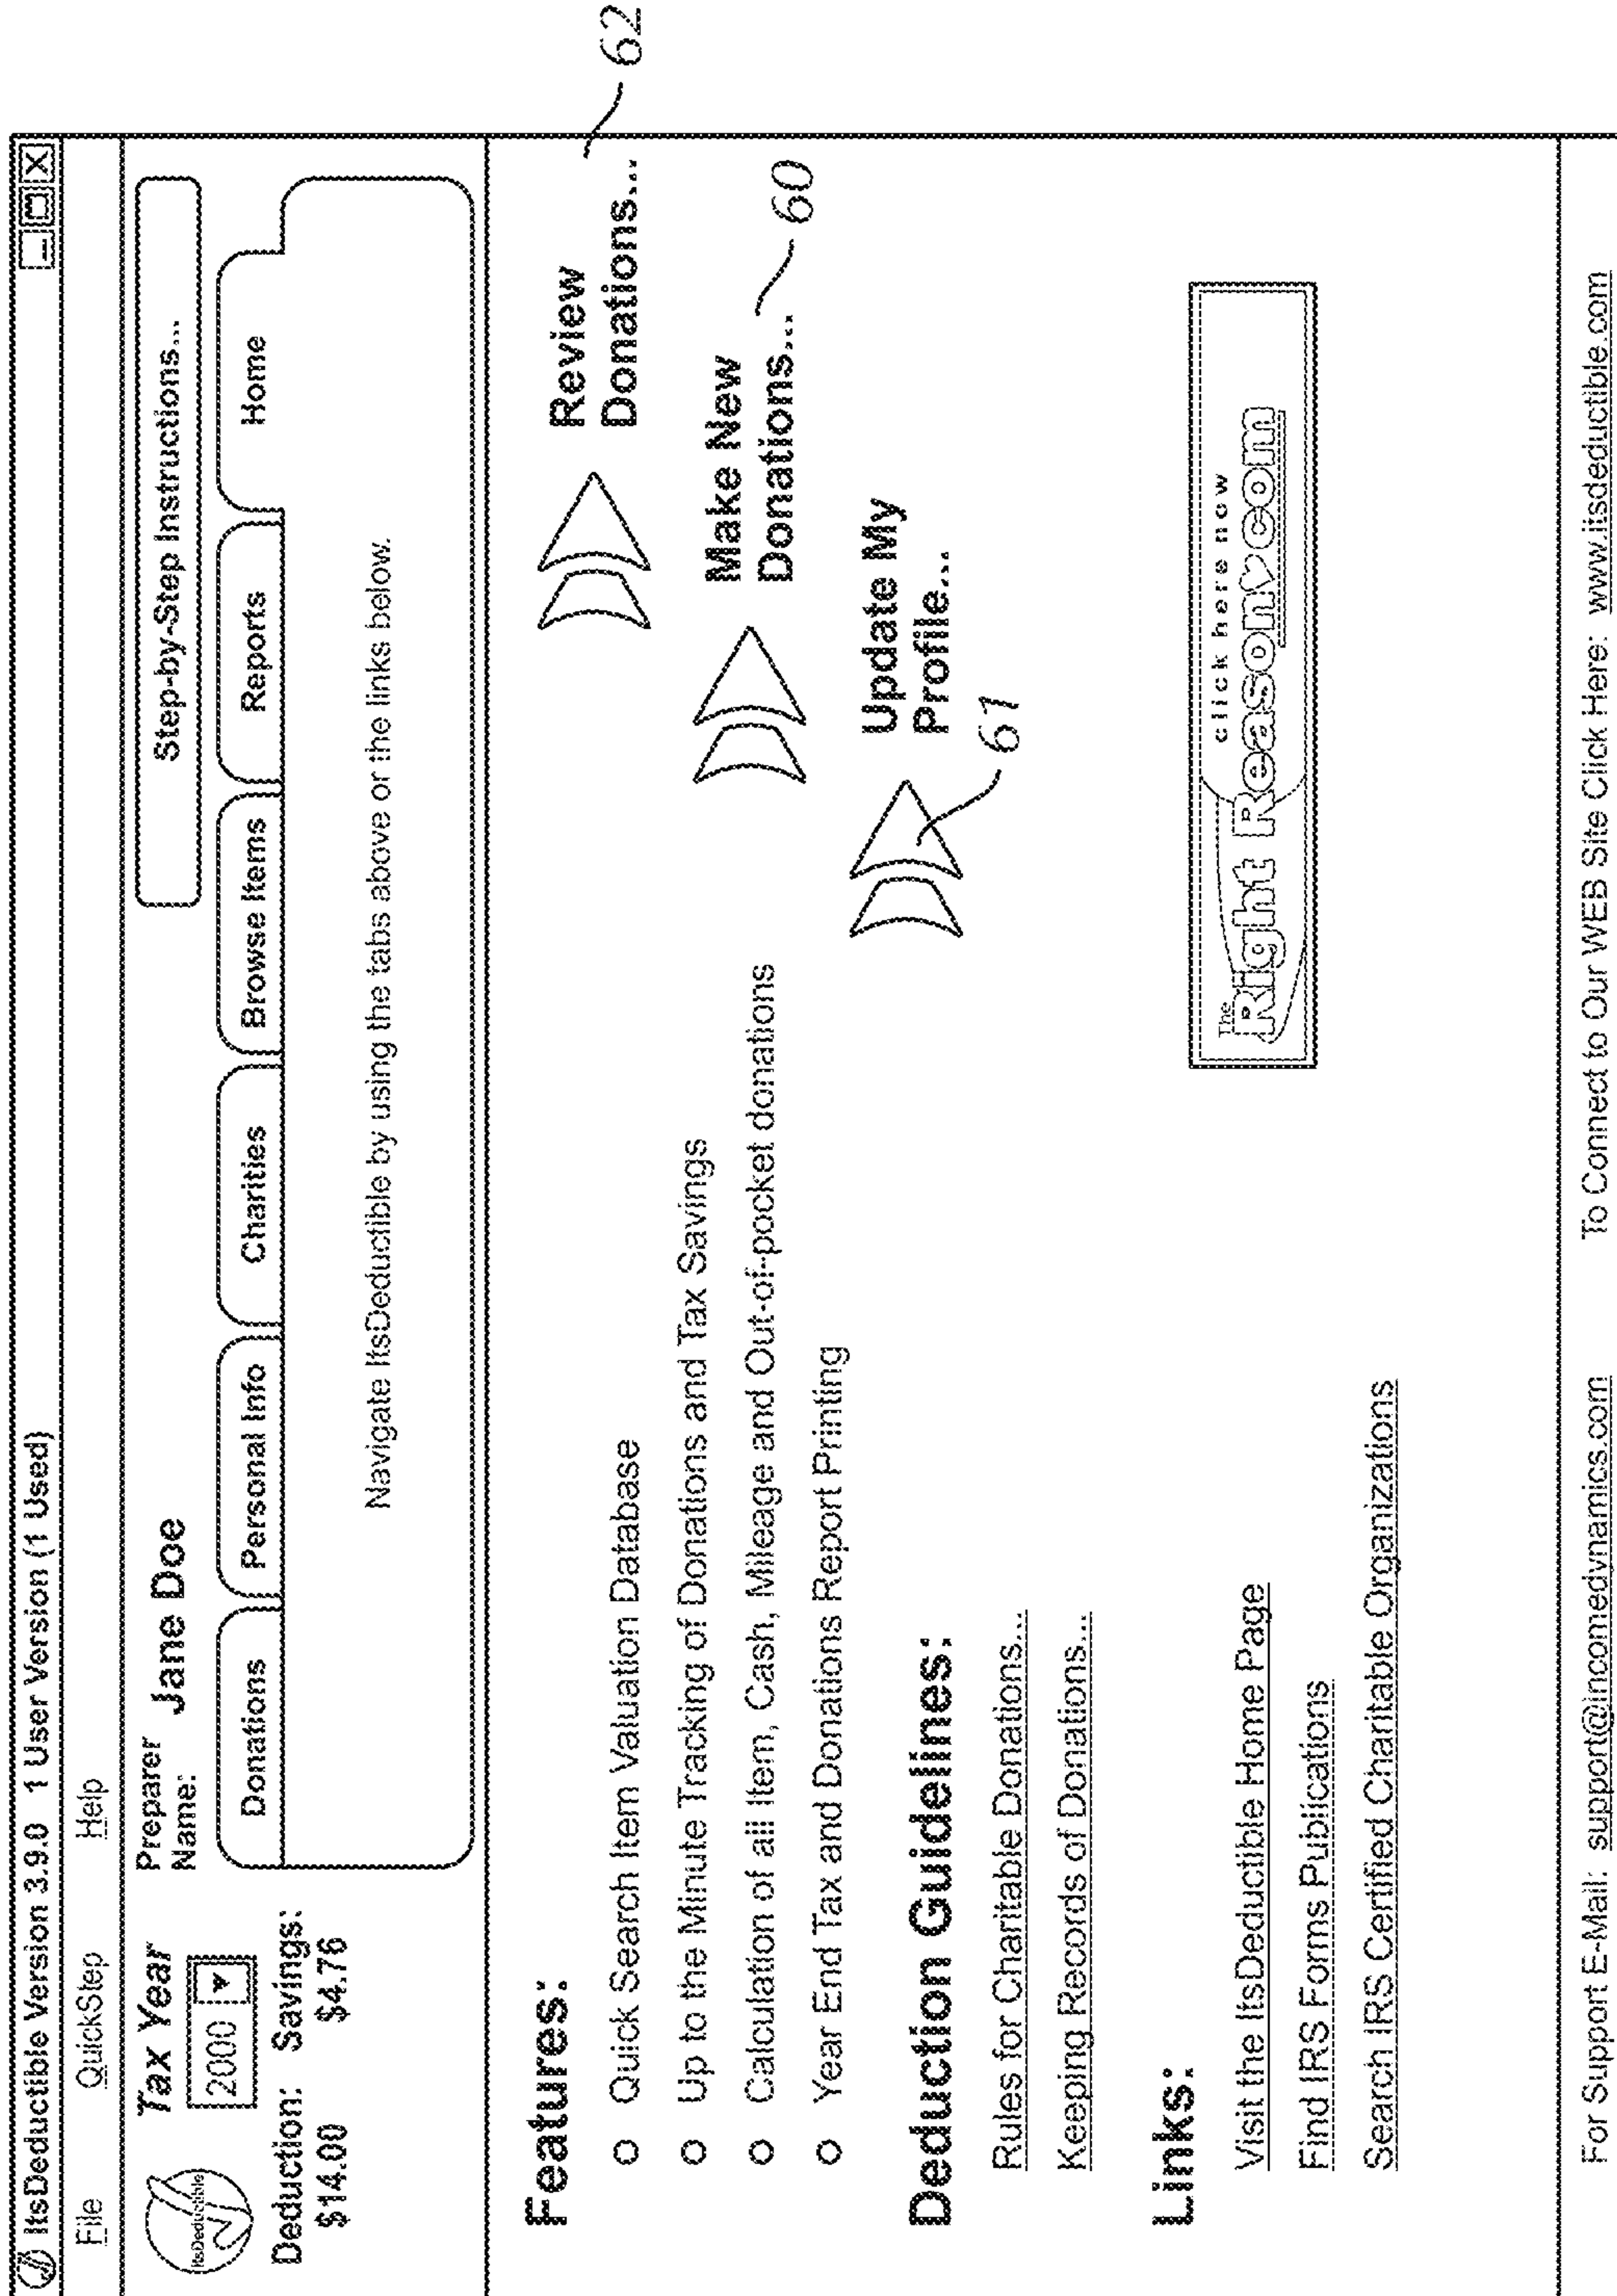 ItsDeductible Version 3.9.0 1 User Version (1 Used)
File QuickStep Help
ItsDeductible
Tax Year
2000
Preparer
Name: Jane Doe
Step-by-Step Instructions...
Deduction: Savings:
$14.00 $4.76
Donations Personal Info Charities Browse Items Reports Home
Navigate ItsDeductible by using the tabs above or the links below.
Features:
Quick Search Item Valuation Database
Up to the Minute Tracking of Donations and Tax Savings
Calculation of all Item, Cash, Mileage and Out-of-pocket donations
Year End Tax and Donations Report Printing
Review
Donations...
62
Make New
Donations...
60
Update My
Profile...
61
Deduction Guidelines:
Rules for Charitable Donations...
Keeping Records of Donations...
Links:
Visit the ItsDeductible Home Page
Find IRS Forms Publications
Search IRS Certified Charitable Organizations
click here now
The Right Reason com
For Support E-Mail: support@incomedynamics.com To Connect to Our WEB Site Click Here: www.itsdeductible.com